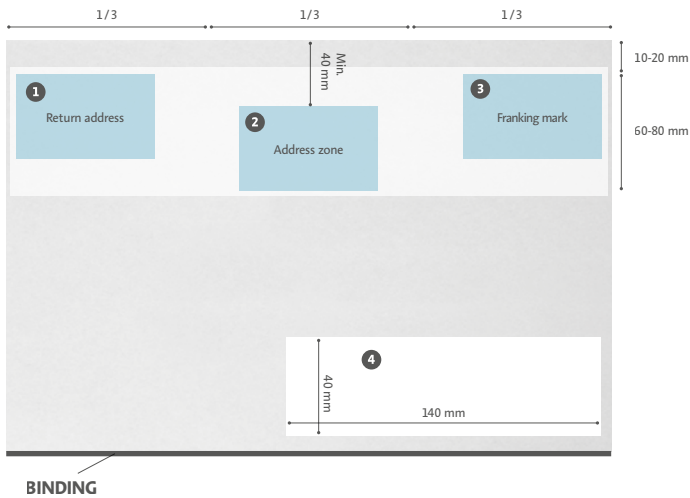 1/3
1/3
1/3
Min.
40 mm
10-20 mm
1
Return address
2
Address zone
3
Franking mark
60-80 mm
4
40 mm
140 mm
BINDING